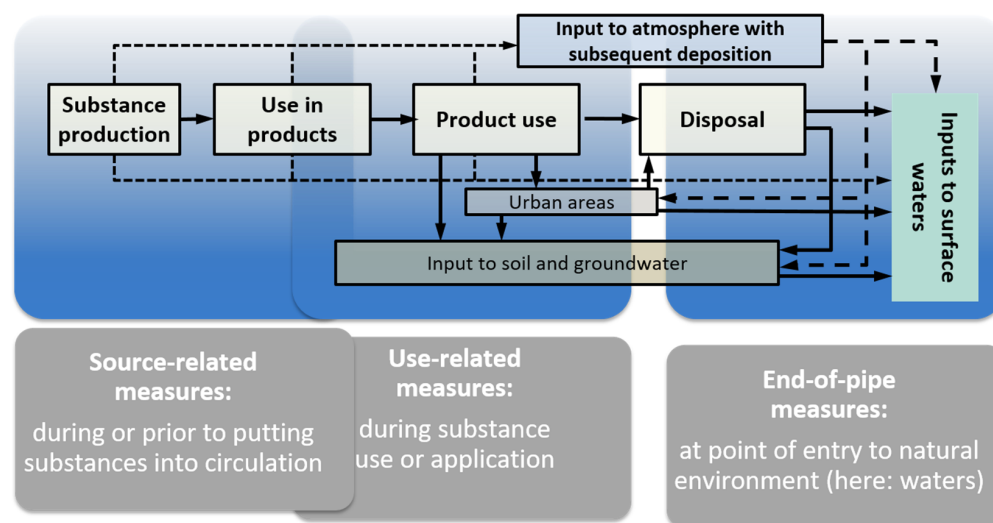 Input to atmosphere with
subsequent deposition
Substance
production
Use in
products
Product use
Disposal
Inputs to surface
waters
Urban areas
Input to soil and groundwater
Source-related
measures:
during or prior to putting
substances into circulation
Use-related
measures:
during substance
use or application
End-of-pipe
measures:
at point of entry to natural
environment (here: waters)